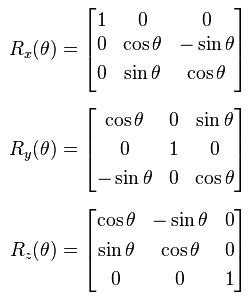 R_x(θ) = [ 1 0 0
0 cos θ − sin θ
0 sin θ cos θ ]
R_y(θ) = [ cos θ 0 sin θ
0 1 0
− sin θ 0 cos θ ]
R_z(θ) = [ cos θ − sin θ 0
sin θ cos θ 0
0 0 1 ]